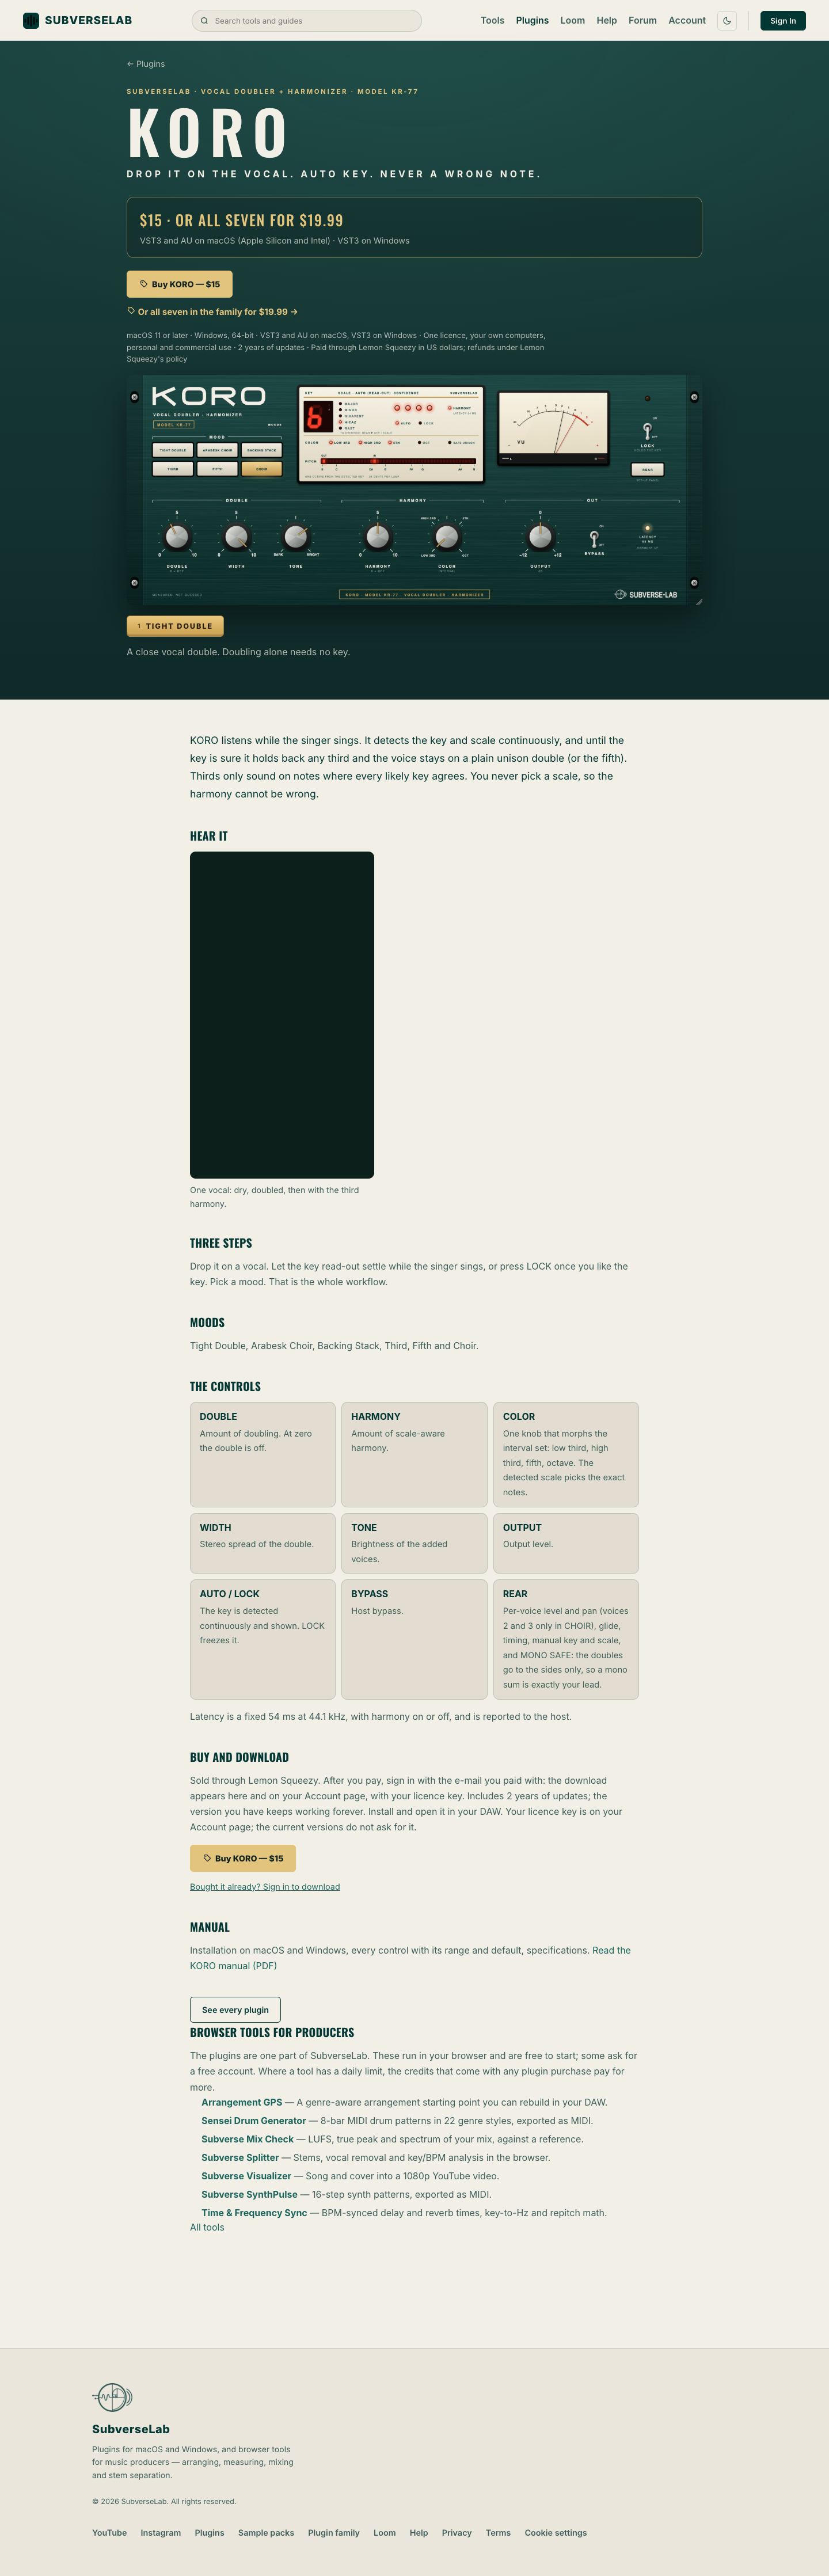 SUBVERSELAB
Search tools and guides
Tools
Plugins
Loom
Help
Forum
Account
Sign In
← Plugins
SUBVERSELAB · VOCAL DOUBLER + HARMONIZER · MODEL KR-77
KORO
DROP IT ON THE VOCAL. AUTO KEY. NEVER A WRONG NOTE.
$15 · OR ALL SEVEN FOR $19.99
VST3 and AU on macOS (Apple Silicon and Intel) · VST3 on Windows
Buy KORO — $15
Or all seven in the family for $19.99 →
macOS 11 or later · Windows, 64-bit · VST3 and AU on macOS, VST3 on Windows · One licence, your own computers,
personal and commercial use · 2 years of updates · Paid through Lemon Squeezy in US dollars; refunds under Lemon
Squeezy's policy
KORO
VOCAL DOUBLER · HARMONIZER
MODEL KR-77
MOOD
TIGHT DOUBLE
ARABESK CHOIR
BACKING STACK
THIRD
FIFTH
CHOIR
KEY
SUBVERSELAB
MAJOR
MINOR
HARMONY
AUTO
LOCK
COLOR
VU
LOCK
REAR
DOUBLE
HARMONY
OUT
DOUBLE
WIDTH
TONE
HARMONY
COLOR
OUTPUT
BYPASS
LATENCY
KORO · MODEL KR-77 · VOCAL DOUBLER · HARMONIZER
SUBVERSE-LAB
1 TIGHT DOUBLE
A close vocal double. Doubling alone needs no key.
KORO listens while the singer sings. It detects the key and scale continuously, and until the
key is sure it holds back any third and the voice stays on a plain unison double (or the fifth).
Thirds only sound on notes where every likely key agrees. You never pick a scale, so the
harmony cannot be wrong.
HEAR IT
One vocal: dry, doubled, then with the third
harmony.
THREE STEPS
Drop it on a vocal. Let the key read-out settle while the singer sings, or press LOCK once you like the
key. Pick a mood. That is the whole workflow.
MOODS
Tight Double, Arabesk Choir, Backing Stack, Third, Fifth and Choir.
THE CONTROLS
DOUBLE
Amount of doubling. At zero
the double is off.
HARMONY
Amount of scale-aware
harmony.
COLOR
One knob that morphs the
interval set: low third, high
third, fifth, octave. The
detected scale picks the exact
notes.
WIDTH
Stereo spread of the double.
TONE
Brightness of the added
voices.
OUTPUT
Output level.
AUTO / LOCK
The key is detected
continuously and shown. LOCK
freezes it.
BYPASS
Host bypass.
REAR
Per-voice level and pan (voices
2 and 3 only in CHOIR), glide,
timing, manual key and scale,
and MONO SAFE: the doubles
go to the sides only, so a mono
sum is exactly your lead.
Latency is a fixed 54 ms at 44.1 kHz, with harmony on or off, and is reported to the host.
BUY AND DOWNLOAD
Sold through Lemon Squeezy. After you pay, sign in with the e-mail you paid with: the download
appears here and on your Account page, with your licence key. Includes 2 years of updates; the
version you have keeps working forever. Install and open it in your DAW. Your licence key is on your
Account page; the current versions do not ask for it.
Buy KORO — $15
Bought it already? Sign in to download
MANUAL
Installation on macOS and Windows, every control with its range and default, specifications. Read the
KORO manual (PDF)
See every plugin
BROWSER TOOLS FOR PRODUCERS
The plugins are one part of SubverseLab. These run in your browser and are free to start; some ask for
a free account. Where a tool has a daily limit, the credits that come with any plugin purchase pay for
more.
Arrangement GPS — A genre-aware arrangement starting point you can rebuild in your DAW.
Sensei Drum Generator — 8-bar MIDI drum patterns in 22 genre styles, exported as MIDI.
Subverse Mix Check — LUFS, true peak and spectrum of your mix, against a reference.
Subverse Splitter — Stems, vocal removal and key/BPM analysis in the browser.
Subverse Visualizer — Song and cover into a 1080p YouTube video.
Subverse SynthPulse — 16-step synth patterns, exported as MIDI.
Time & Frequency Sync — BPM-synced delay and reverb times, key-to-Hz and repitch math.
All tools
SubverseLab
Plugins for macOS and Windows, and browser tools
for music producers — arranging, measuring, mixing
and stem separation.
© 2026 SubverseLab. All rights reserved.
YouTube
Instagram
Plugins
Sample packs
Plugin family
Loom
Help
Privacy
Terms
Cookie settings